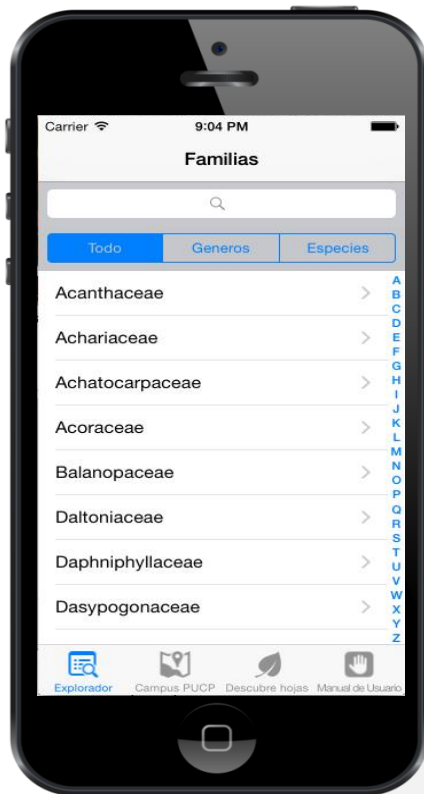 Carrier 9:04 PM
Familias
Todo Generos Especies
Acanthaceae
Achariaceae
Achatocarpaceae
Acoraceae
Balanopaceae
Daltoniaceae
Daphniphyllaceae
Dasypogonaceae
A
B
C
D
E
F
G
H
I
J
K
L
M
N
O
P
Q
R
S
T
U
V
W
X
Y
Z
Explorador Campus PUCP Descubre hojas Manual de Usuario